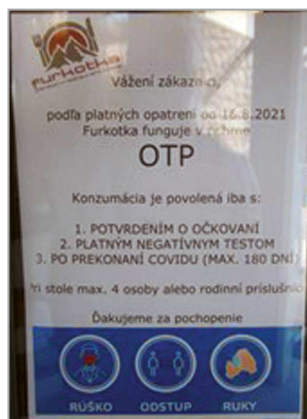 Furkotka
Vážení zákazníci,
podľa platných opatrení od 16.8.2021
Furkotka funguje v režime
OTP
Konzumácia je povolená iba s:
1. POTVRDENÍM O OČKOVANÍ
2. PLATNÝM NEGATÍVNYM TESTOM
3. PO PREKONANÍ COVIDU (MAX. 180 DNÍ)
Pri stole max. 4 osoby alebo rodinní príslušníci
Ďakujeme za pochopenie
RÚŠKO ODSTUP RUKY